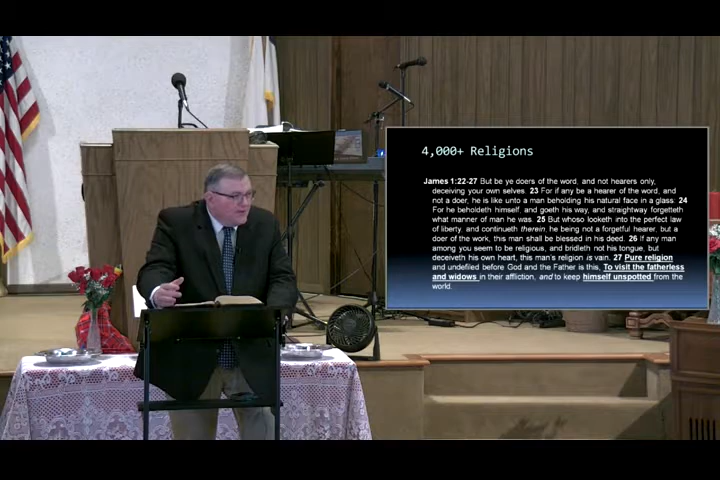 4,000+ Religions
James 1:22-27 But be ye doers of the word, and not hearers only,
deceiving your own selves. 23 For if any be a hearer of the word, and
not a doer, he is like unto a man beholding his natural face in a glass: 24
For he beholdeth himself, and goeth his way, and straightway forgetteth
what manner of man he was. 25 But whoso looketh into the perfect law
of liberty, and continueth therein, he being not a forgetful hearer, but a
doer of the work, this man shall be blessed in his deed. 26 If any man
among you seem to be religious, and bridleth not his tongue, but
deceiveth his own heart, this man's religion is vain. 27 Pure religion
and undefiled before God and the Father is this, To visit the fatherless
and widows in their affliction, and to keep himself unspotted from the
world.